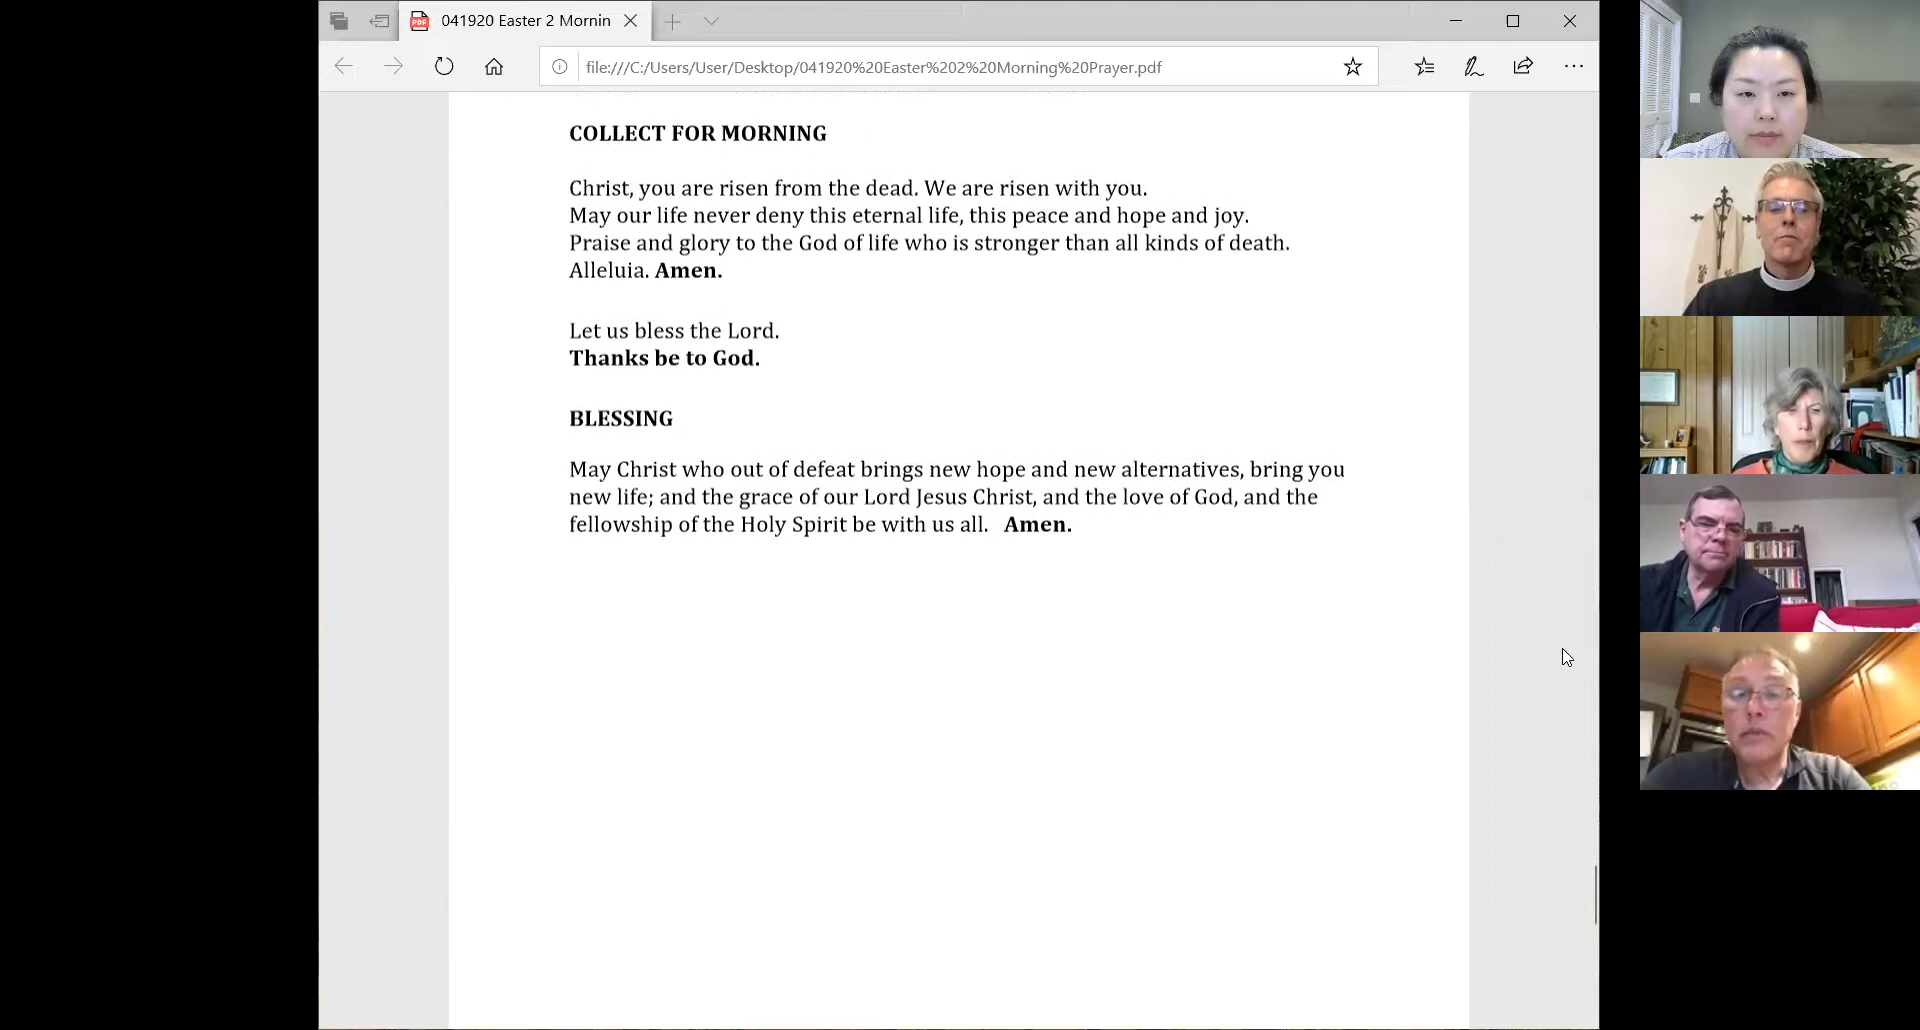 041920 Easter 2 Mornin
file:///C:/Users/User/Desktop/041920%20Easter%202%20Morning%20Prayer.pdf
COLLECT FOR MORNING
Christ, you are risen from the dead. We are risen with you.
May our life never deny this eternal life, this peace and hope and joy.
Praise and glory to the God of life who is stronger than all kinds of death.
Alleluia. Amen.
Let us bless the Lord.
Thanks be to God.
BLESSING
May Christ who out of defeat brings new hope and new alternatives, bring you
new life; and the grace of our Lord Jesus Christ, and the love of God, and the
fellowship of the Holy Spirit be with us all. Amen.